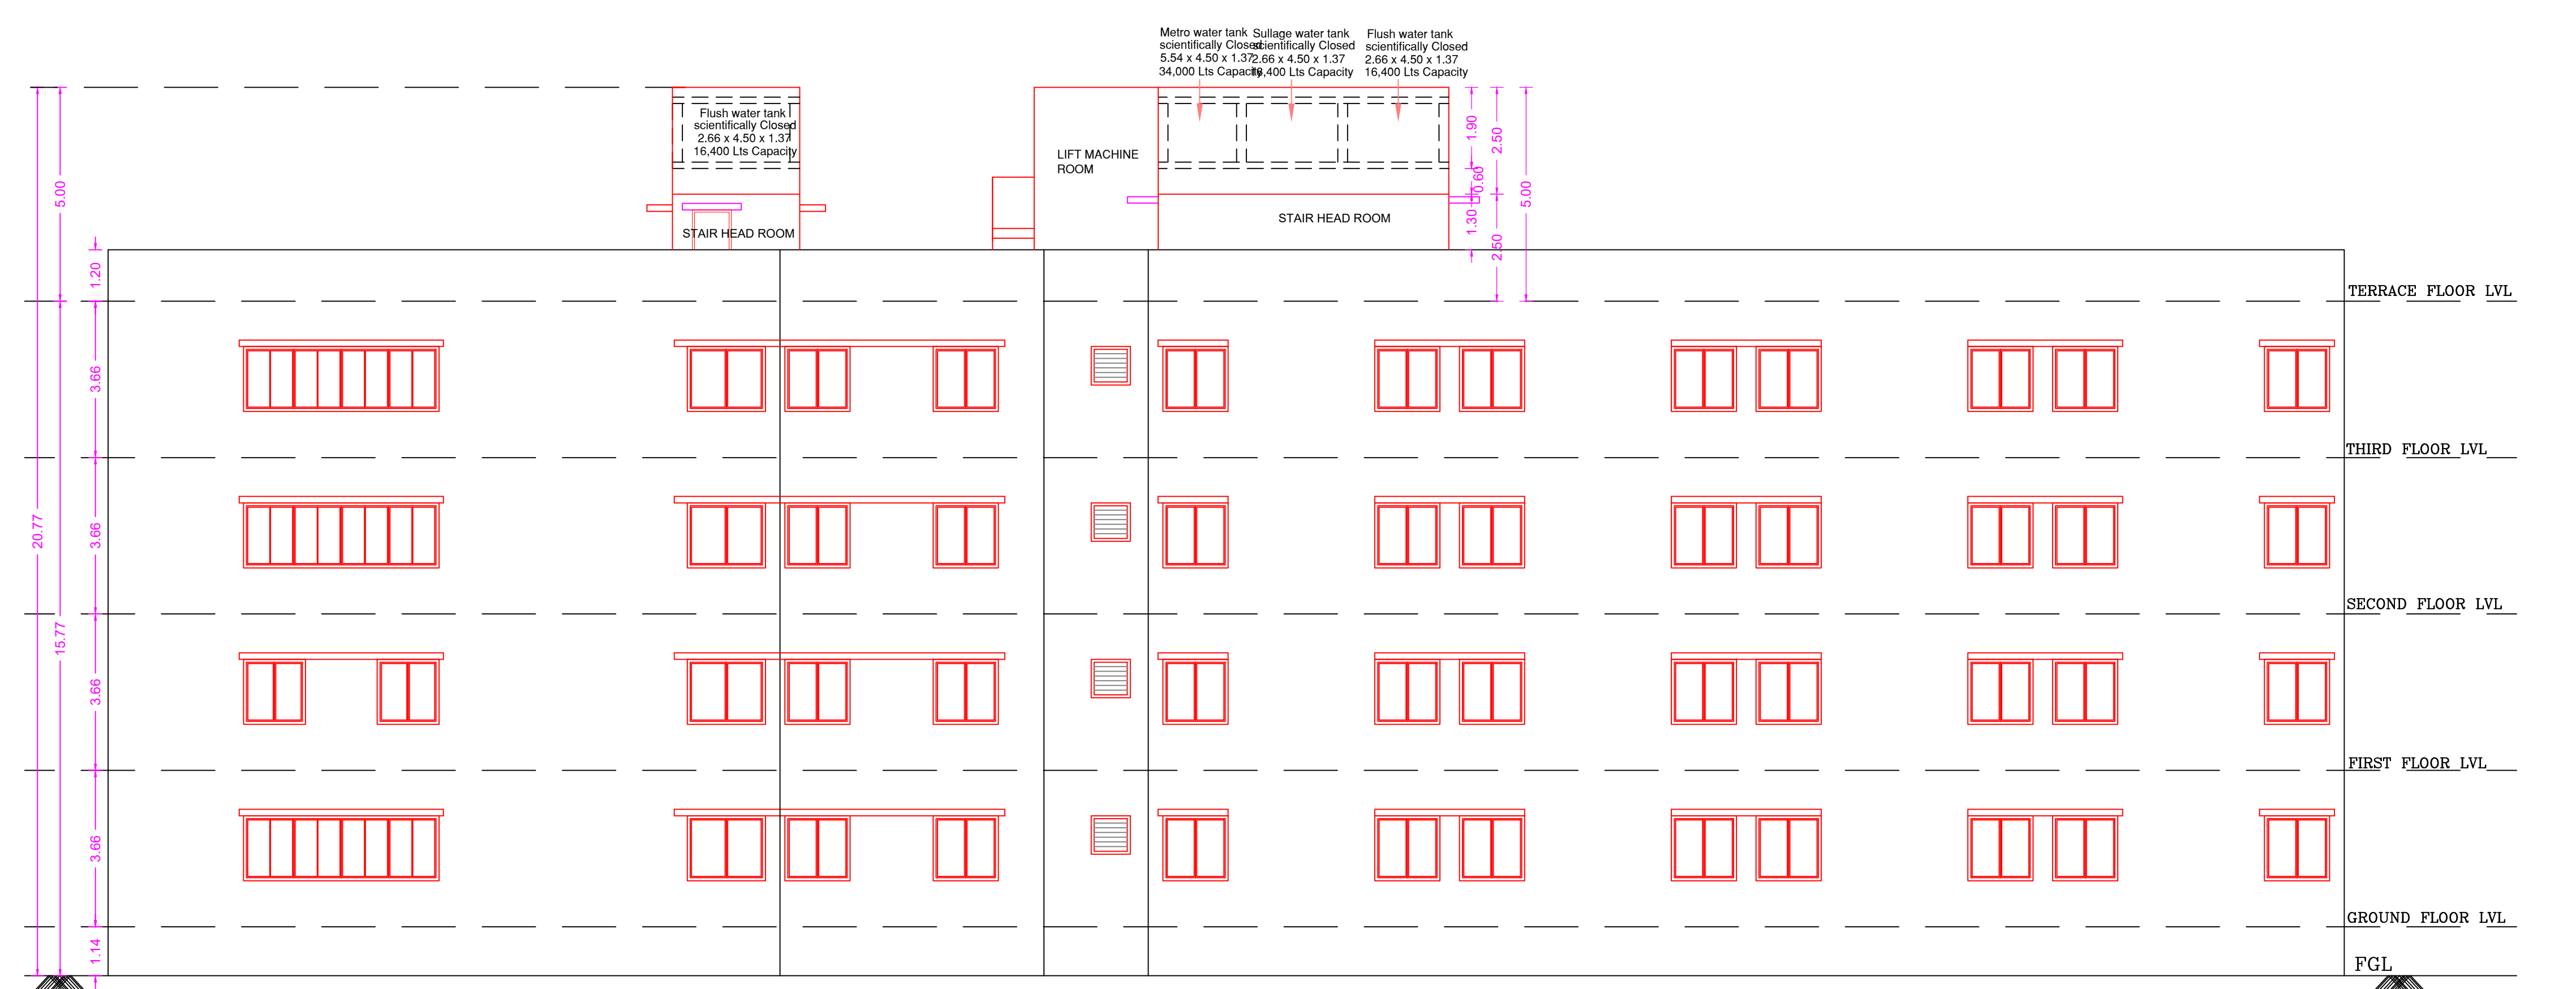 Metro water tank
scientifically Closed
5.54 x 4.50 x 1.37
34,000 Lts Capacity
Sullage water tank
scientifically Closed
2.66 x 4.50 x 1.37
16,400 Lts Capacity
Flush water tank
scientifically Closed
2.66 x 4.50 x 1.37
16,400 Lts Capacity
Flush water tank
scientifically Closed
2.66 x 4.50 x 1.37
16,400 Lts Capacity
LIFT MACHINE
ROOM
STAIR HEAD ROOM
STAIR HEAD ROOM
1.90
2.50
0.60
5.00
1.30
2.50
5.00
1.20
TERRACE FLOOR LVL
3.66
THIRD FLOOR LVL
20.77
3.66
SECOND FLOOR LVL
15.77
3.66
FIRST FLOOR LVL
3.66
GROUND FLOOR LVL
1.14
FGL